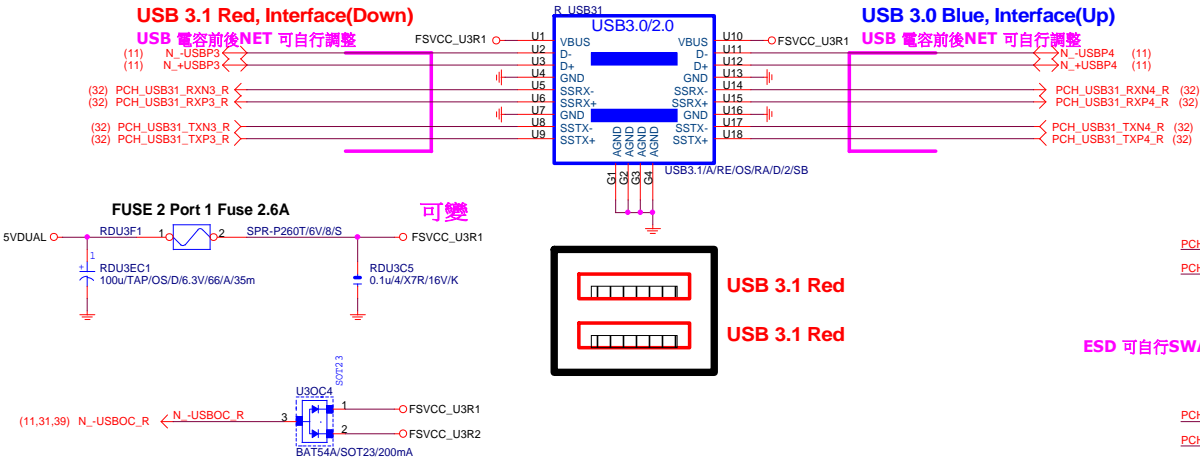 USB 3.1 Red, Interface(Down)
USB 電容前後NET 可自行調整
R_USB31
USB3.0/2.0
USB 3.0 Blue, Interface(Up)
USB 電容前後NET 可自行調整
FSVCC_U3R1 U1 VBUS VBUS U10 FSVCC_U3R1
(11) N_-USBP3 U2 D- D- U11 N_-USBP4 (11)
(11) N_+USBP3 U3 D+ D+ U12 N_+USBP4 (11)
U4 GND GND U13
(32) PCH_USB31_RXN3_R U5 SSRX- SSRX- U14 PCH_USB31_RXN4_R (32)
(32) PCH_USB31_RXP3_R U6 SSRX+ SSRX+ U15 PCH_USB31_RXP4_R (32)
U7 GND GND U16
(32) PCH_USB31_TXN3_R U8 SSTX- SSTX- U17 PCH_USB31_TXN4_R (32)
(32) PCH_USB31_TXP3_R U9 SSTX+ SSTX+ U18 PCH_USB31_TXP4_R (32)
AGND AGND AGND AGND
USB3.1/A/RE/OS/RA/D/2/SB
G1 G2 G3 G4
FUSE 2 Port 1 Fuse 2.6A
可變
5VDUAL RDU3F1 1 2 SPR-P260T/6V/8/S FSVCC_U3R1
1
+
RDU3EC1
100u/TAP/OS/D/6.3V/66/A/35m
RDU3C5
0.1u/4/X7R/16V/K
USB 3.1 Red
USB 3.1 Red
PCH
PCH
ESD 可自行SWA
SOT23
U3OC4
(11,31,39) N_-USBOC_R N_-USBOC_R 3
1 FSVCC_U3R1
2 FSVCC_U3R2
BAT54A/SOT23/200mA
PCH
PCH